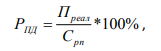 Р_ПД = П_реал / С_рп *100% ,